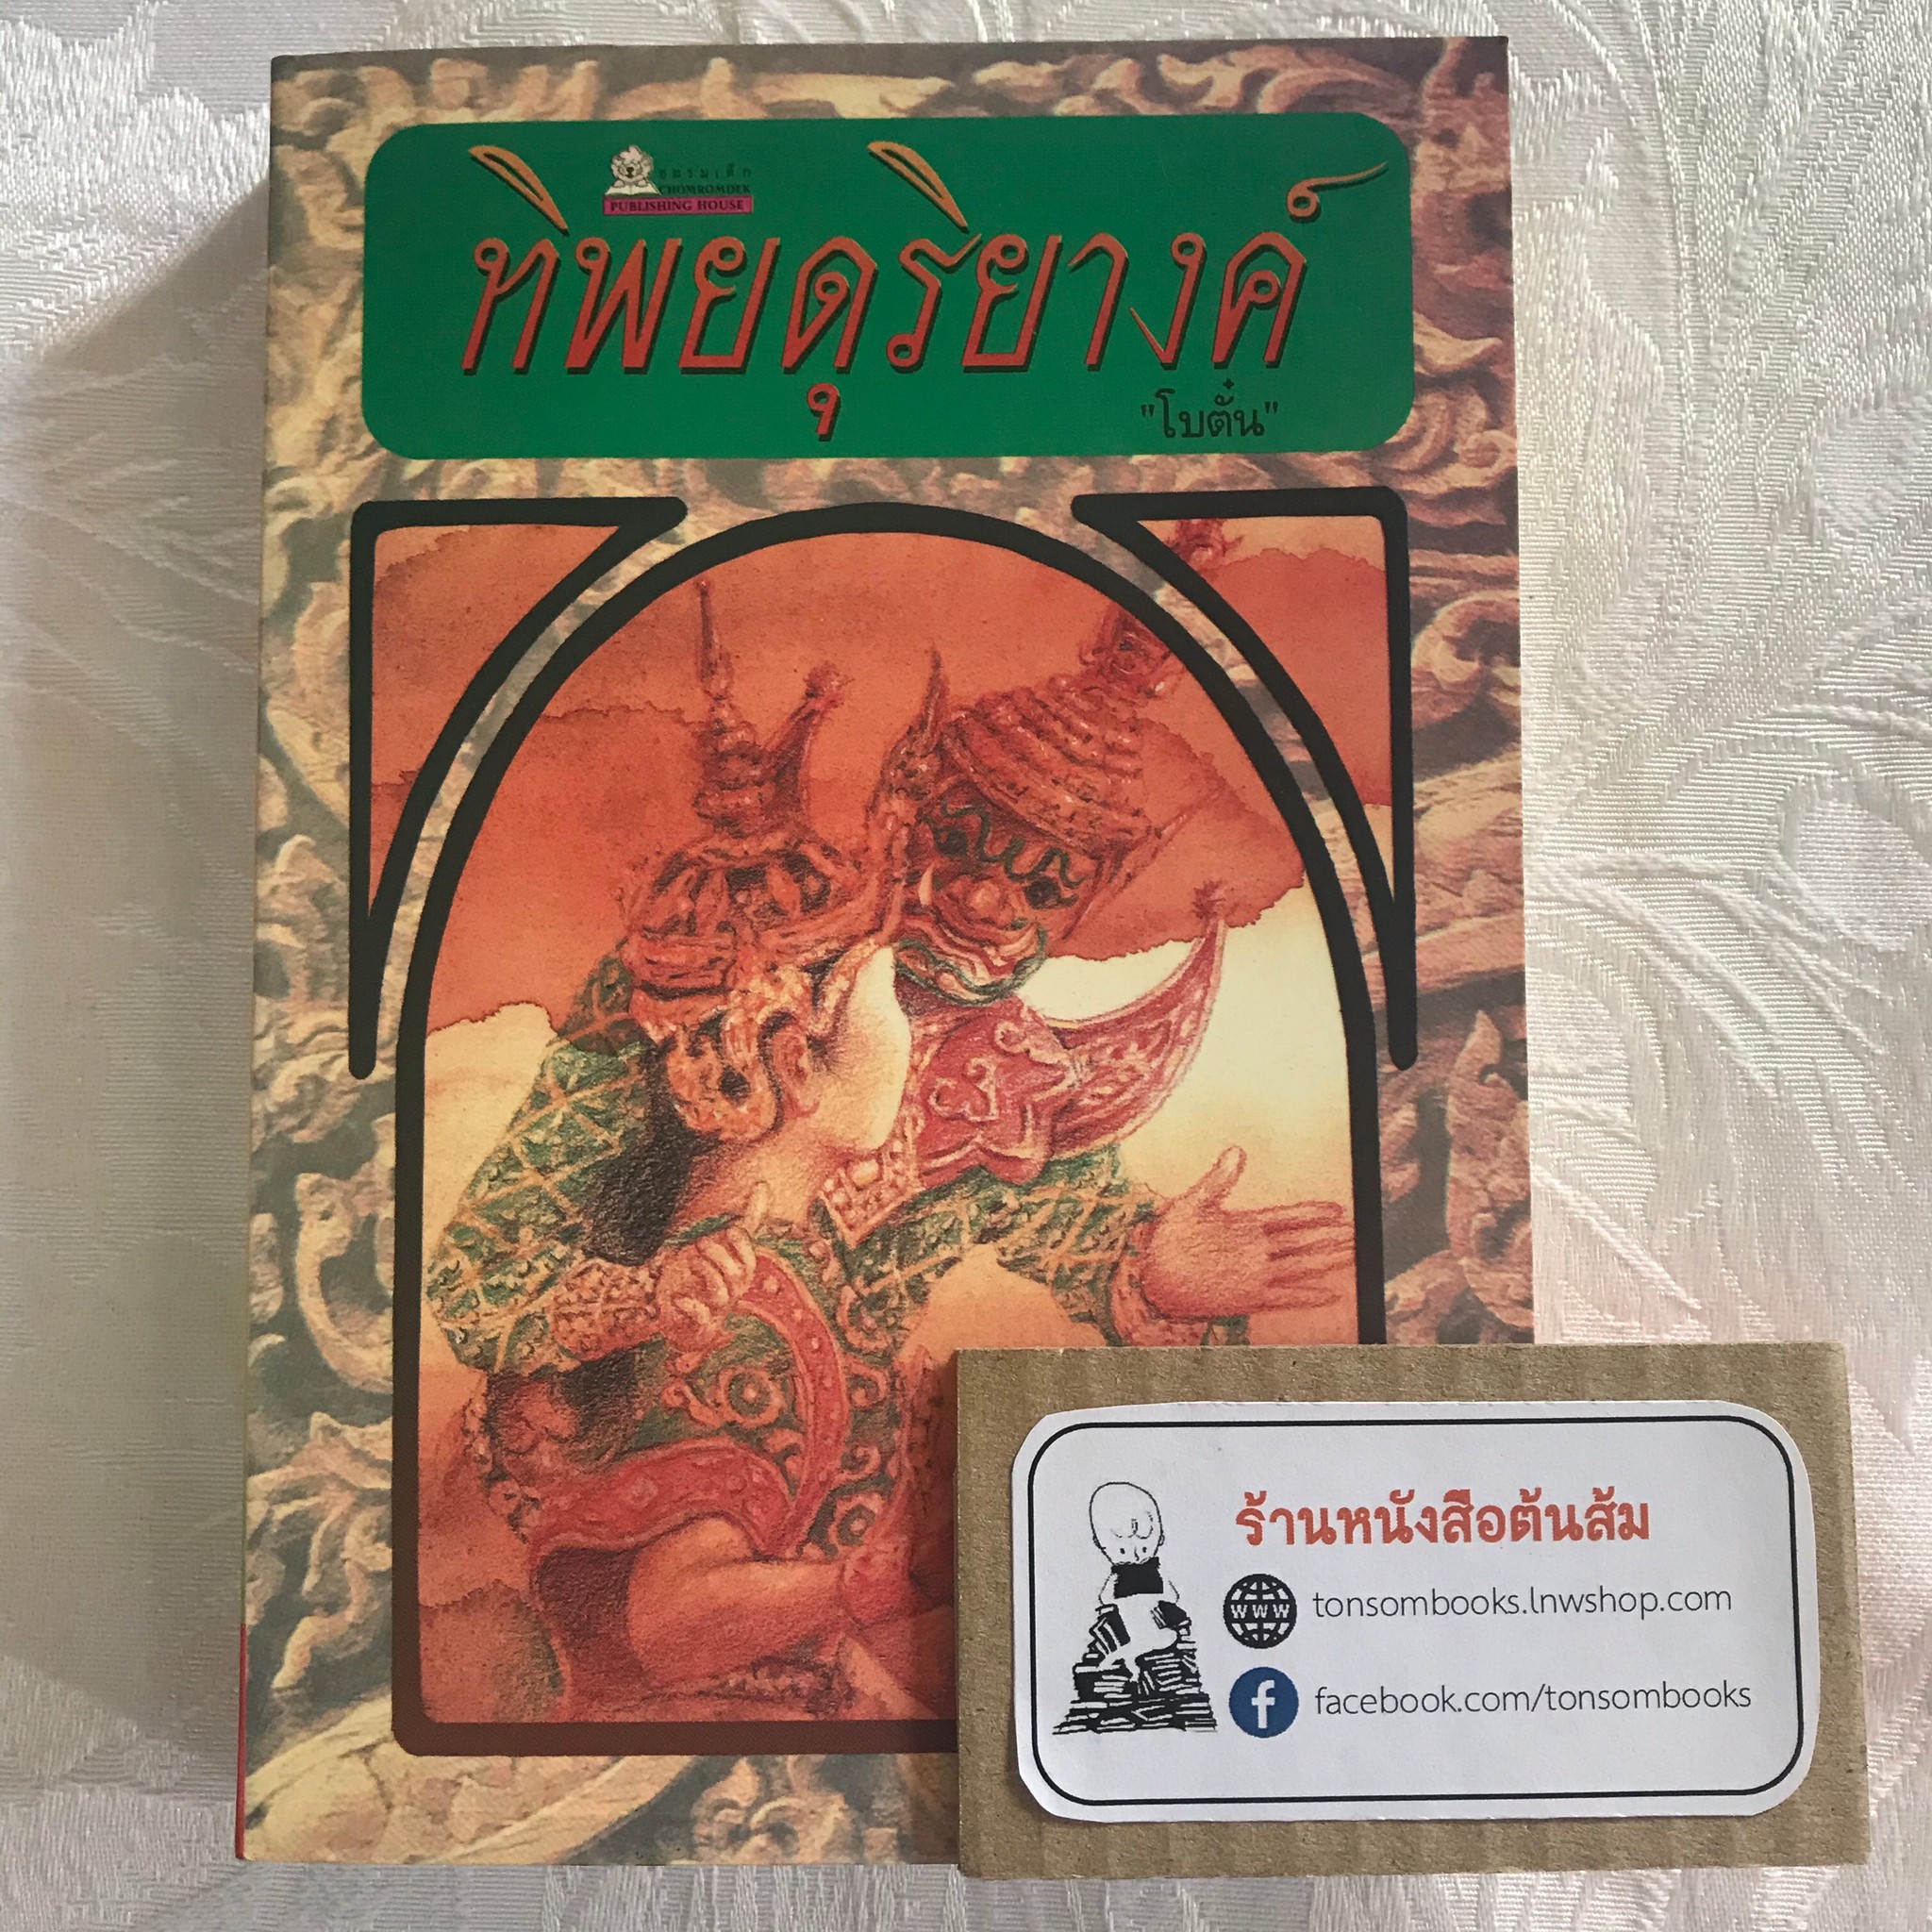 ชมรมเด็ก
CHOMROMDEK
PUBLISHING HOUSE
ทิพยดุริยางค์
"โบตั๋น"
ร้านหนังสือต้นส้ม
www tonsombooks.lnwshop.com
f facebook.com/tonsombooks